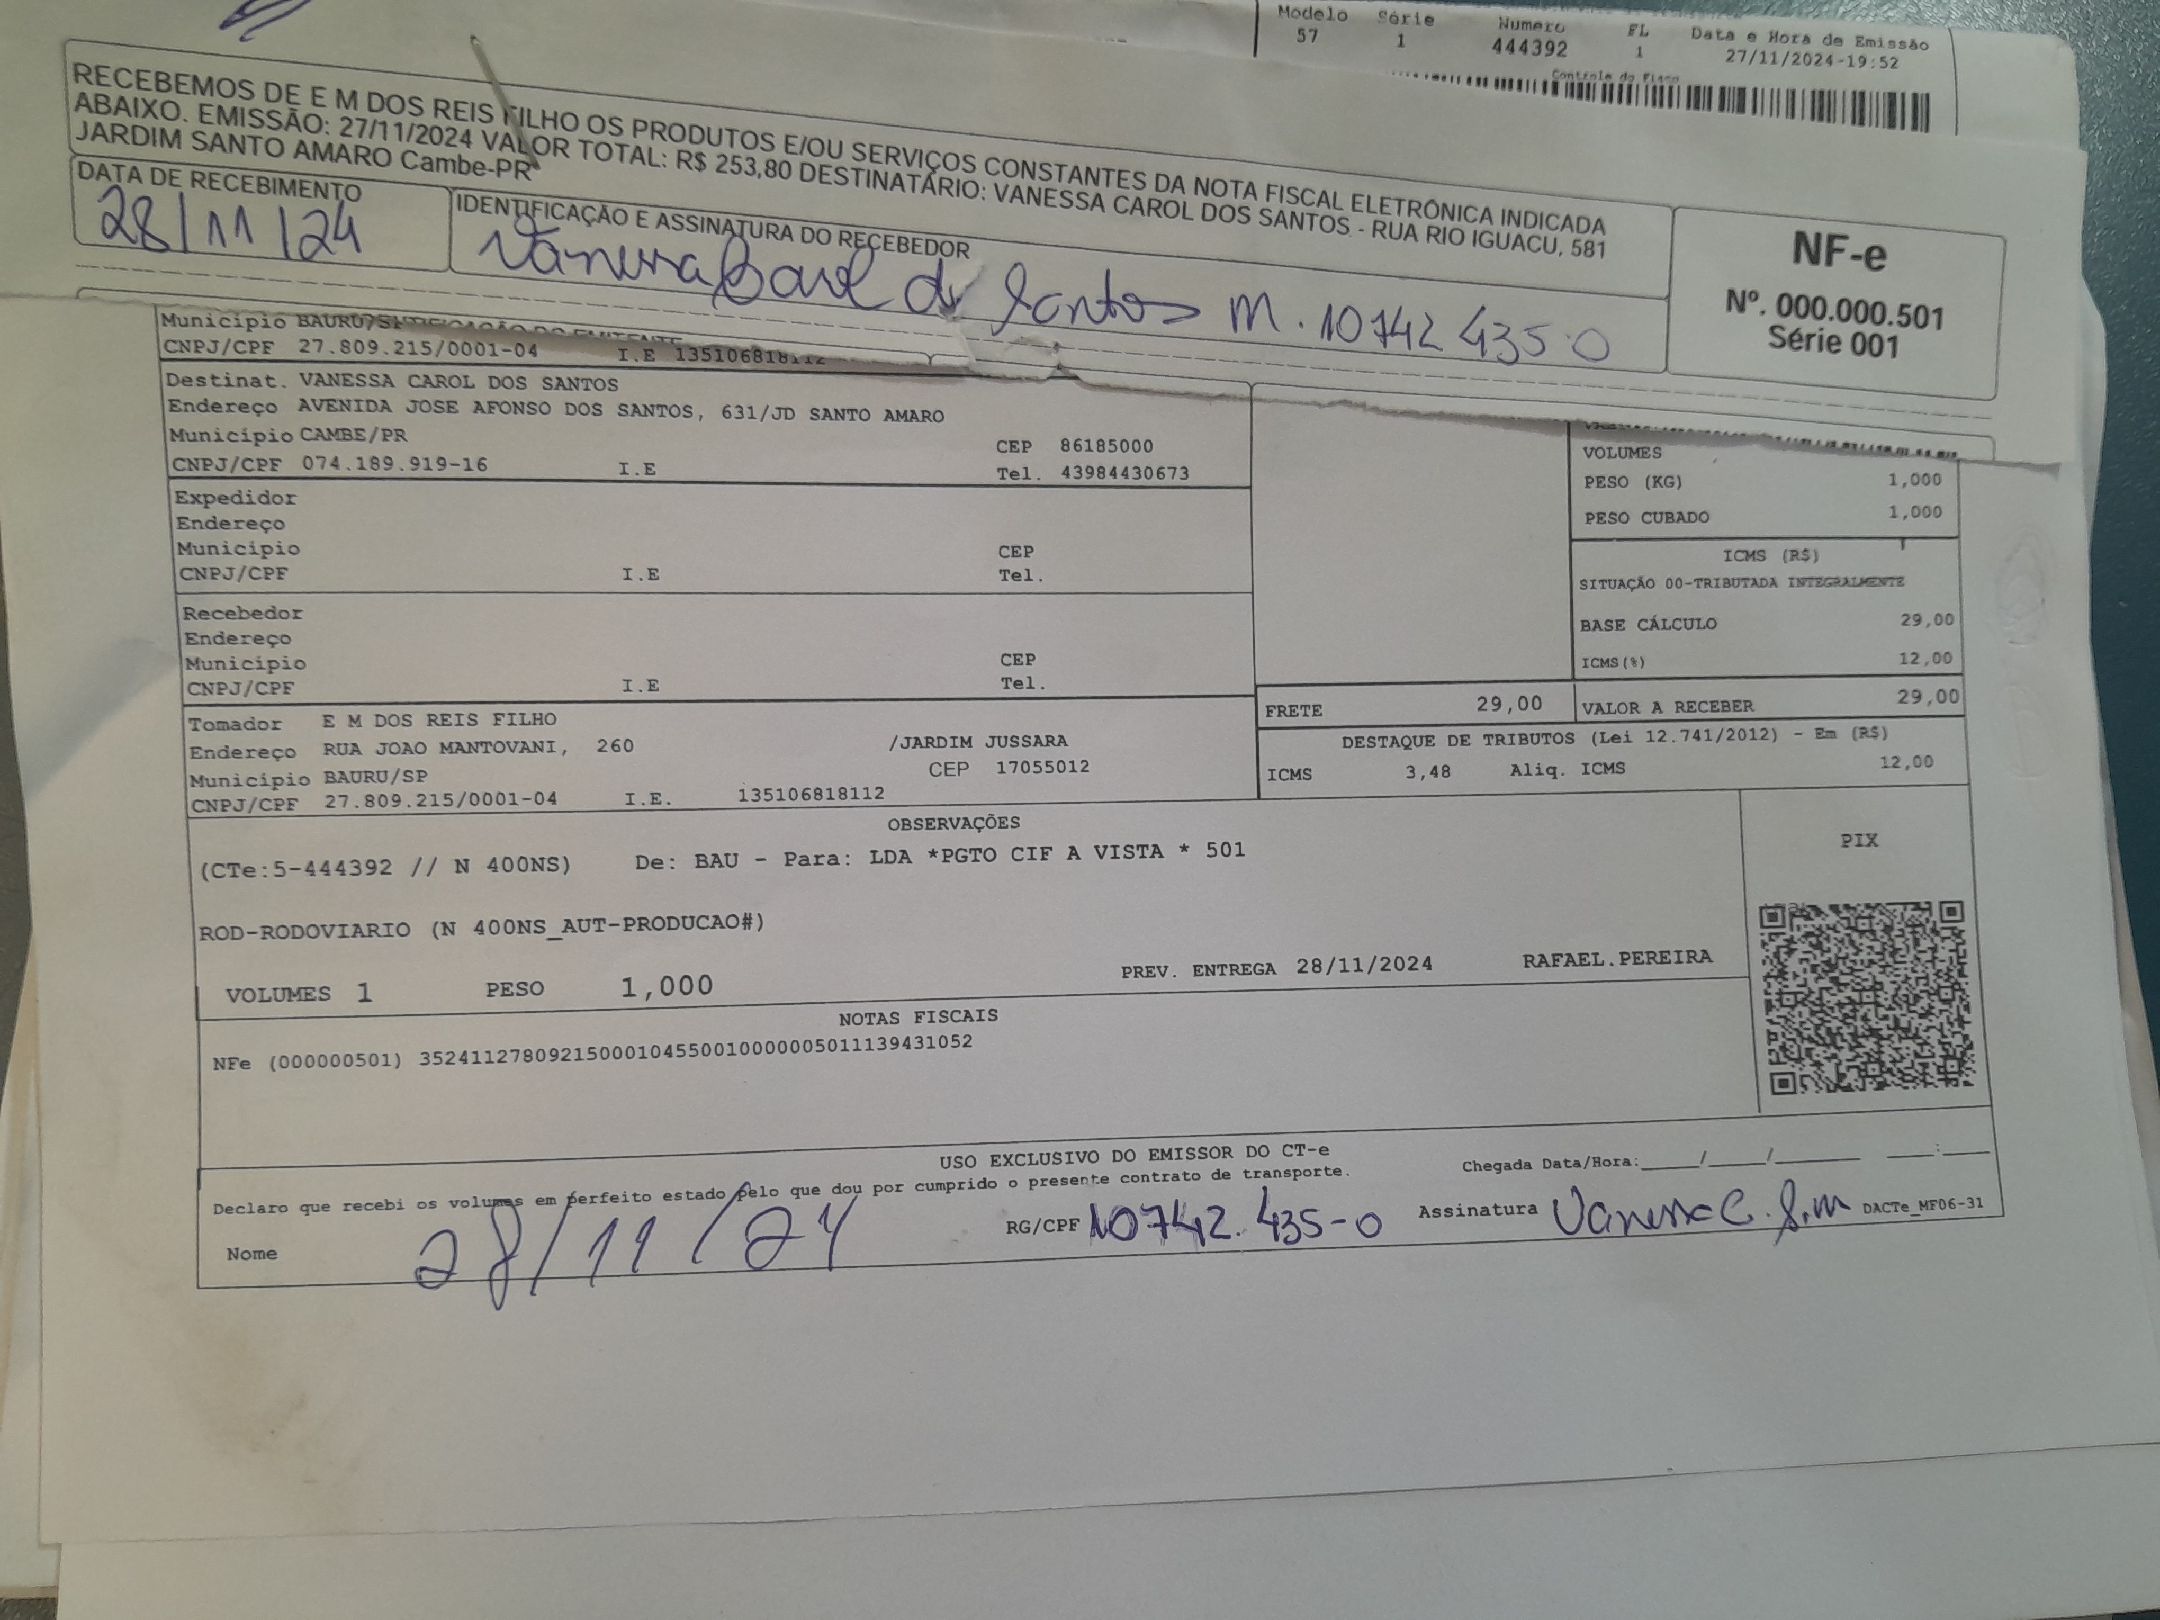 Modelo Série Numero FL Data e Hora de Emissão
57 1 444392 1 27/11/2024-19:52
Controle do Fisco
RECEBEMOS DE E M DOS REIS FILHO OS PRODUTOS E/OU SERVIÇOS CONSTANTES DA NOTA FISCAL ELETRÔNICA INDICADA
ABAIXO. EMISSÃO: 27/11/2024 VALOR TOTAL: R$ 253,80 DESTINATÁRIO: VANESSA CAROL DOS SANTOS - RUA RIO IGUACU, 581
JARDIM SANTO AMARO Cambe-PR
DATA DE RECEBIMENTO
28/11/24
IDENTIFICAÇÃO E ASSINATURA DO RECEBEDOR
Vanessa Carol dos Santos M. 10742 435-0
NF-e
Nº. 000.000.501
Série 001
Município BAURU/SP
CNPJ/CPF 27.809.215/0001-04 I.E 135106818112
Destinat. VANESSA CAROL DOS SANTOS
Endereço AVENIDA JOSE AFONSO DOS SANTOS, 631/JD SANTO AMARO
Município CAMBE/PR CEP 86185000
CNPJ/CPF 074.189.919-16 I.E Tel. 43984430673
Expedidor
Endereço
Município CEP
CNPJ/CPF I.E Tel.
Recebedor
Endereço
Município CEP
CNPJ/CPF I.E Tel.
Tomador E M DOS REIS FILHO
Endereço RUA JOAO MANTOVANI, 260 /JARDIM JUSSARA
Município BAURU/SP CEP 17055012
CNPJ/CPF 27.809.215/0001-04 I.E. 135106818112
VOLUMES
PESO (KG) 1,000
PESO CUBADO 1,000
ICMS (R$)
SITUAÇÃO 00-TRIBUTADA INTEGRALMENTE
BASE CÁLCULO 29,00
ICMS(%) 12,00
FRETE 29,00 VALOR A RECEBER 29,00
DESTAQUE DE TRIBUTOS (Lei 12.741/2012) - Em (R$)
ICMS 3,48 Aliq. ICMS 12,00
OBSERVAÇÕES
(CTe:5-444392 // N 400NS) De: BAU - Para: LDA *PGTO CIF A VISTA * 501
ROD-RODOVIARIO (N 400NS_AUT-PRODUCAO#)
VOLUMES 1 PESO 1,000 PREV. ENTREGA 28/11/2024 RAFAEL.PEREIRA
PIX
NOTAS FISCAIS
NFe (000000501) 35241127809215000104550010000005011139431052
USO EXCLUSIVO DO EMISSOR DO CT-e
Declaro que recebi os volumes em perfeito estado pelo que dou por cumprido o presente contrato de transporte.
Chegada Data/Hora:____/____/______ ___:___
Nome 28/11/24 RG/CPF 10742.435-0 Assinatura Vanessa C. S. M DACTe_MF06-31